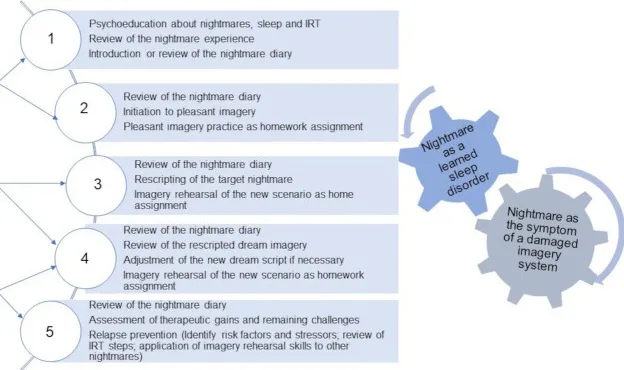 1
Psychoeducation about nightmares, sleep and IRT
Review of the nightmare experience
Introduction or review of the nightmare diary
2
Review of the nightmare diary
Initiation to pleasant imagery
Pleasant imagery practice as homework assignment
3
Review of the nightmare diary
Rescripting of the target nightmare
Imagery rehearsal of the new scenario as home
assignment
4
Review of the nightmare diary
Review of the rescripted dream imagery
Adjustment of the new dream script if necessary
Imagery rehearsal of the new scenario as homework
assignment
5
Review of the nightmare diary
Assessment of therapeutic gains and remaining challenges
Relapse prevention (Identify risk factors and stressors, review of
IRT steps, application of imagery rehearsal skills to other
nightmares)
Nightmare
as a
learned
sleep
disorder
Nightmare as
the symptom
of a damaged
imagery
system